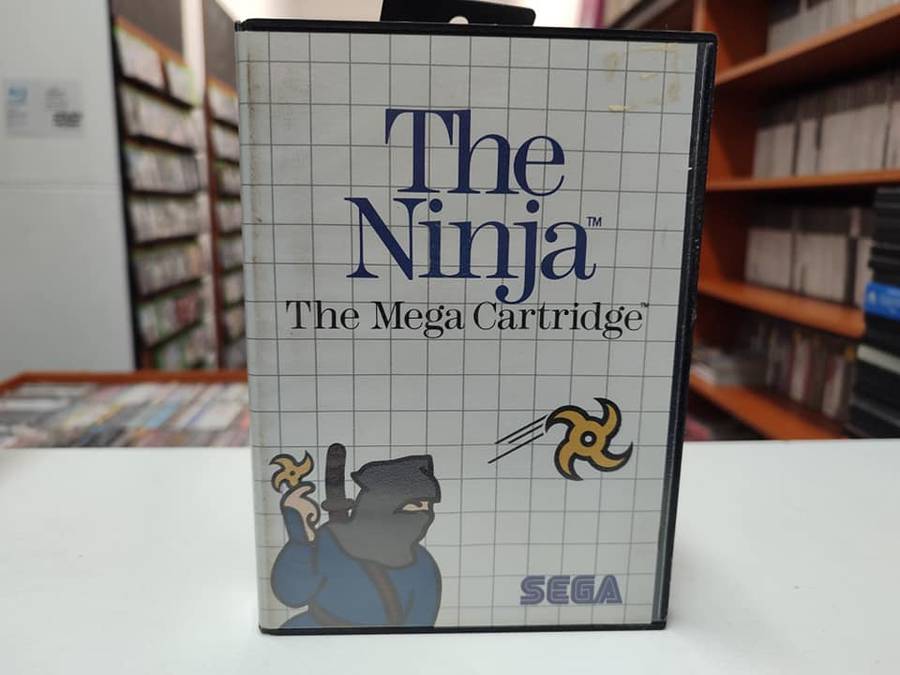 The
Ninja™
The Mega Cartridge™
SEGA